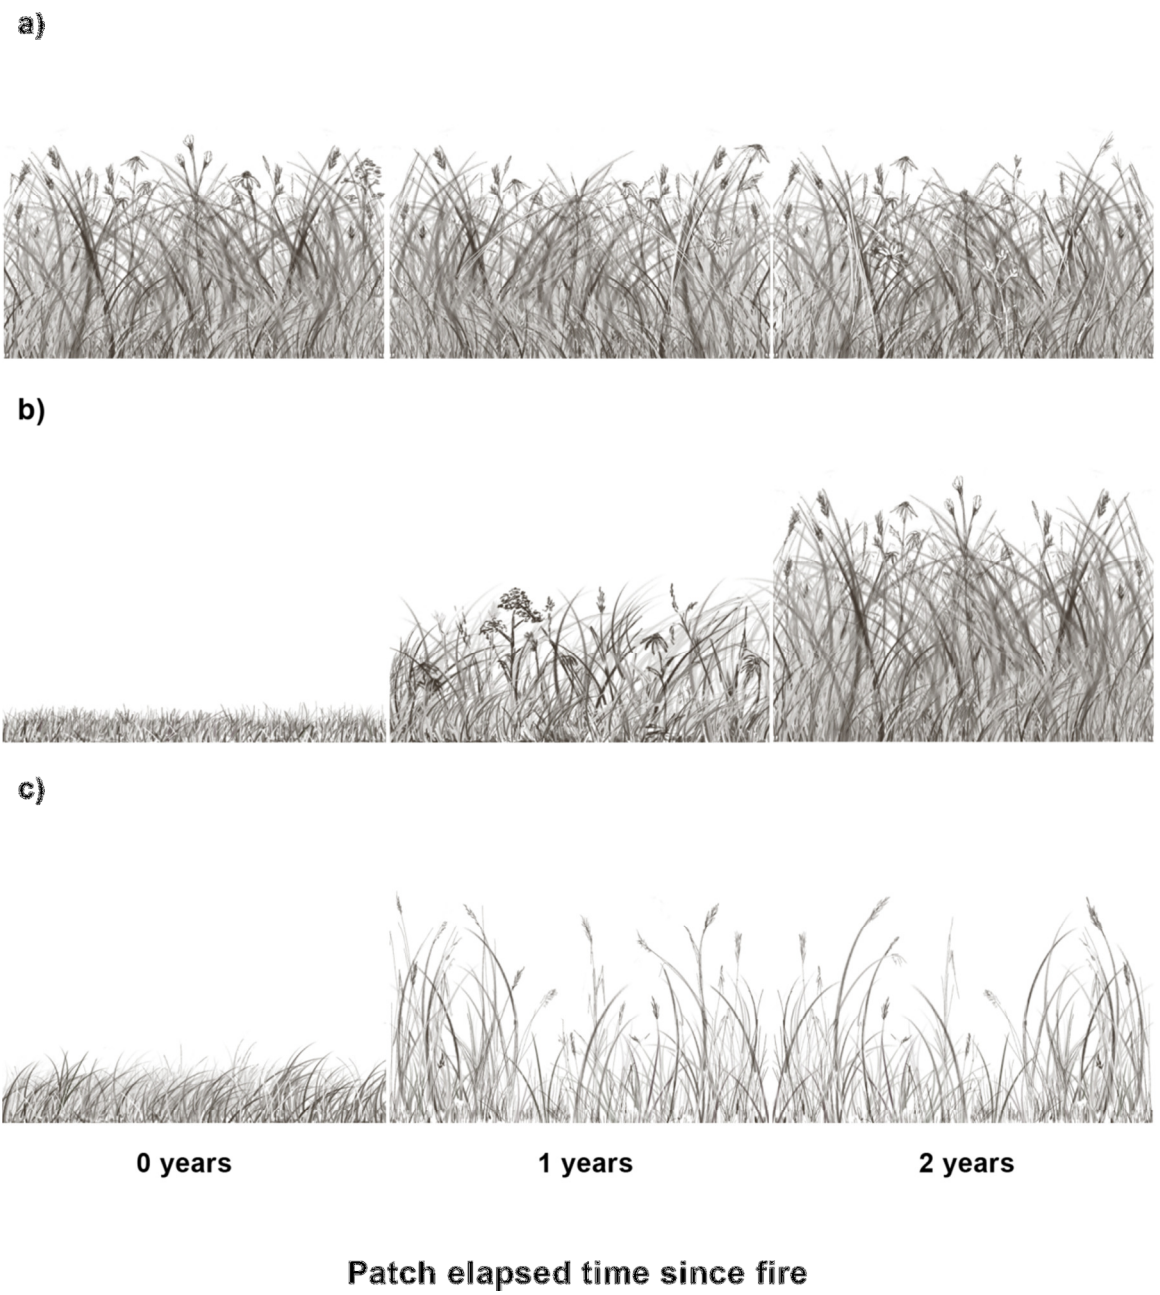 a)
b)
c)
0 years
1 years
2 years
Patch elapsed time since fire